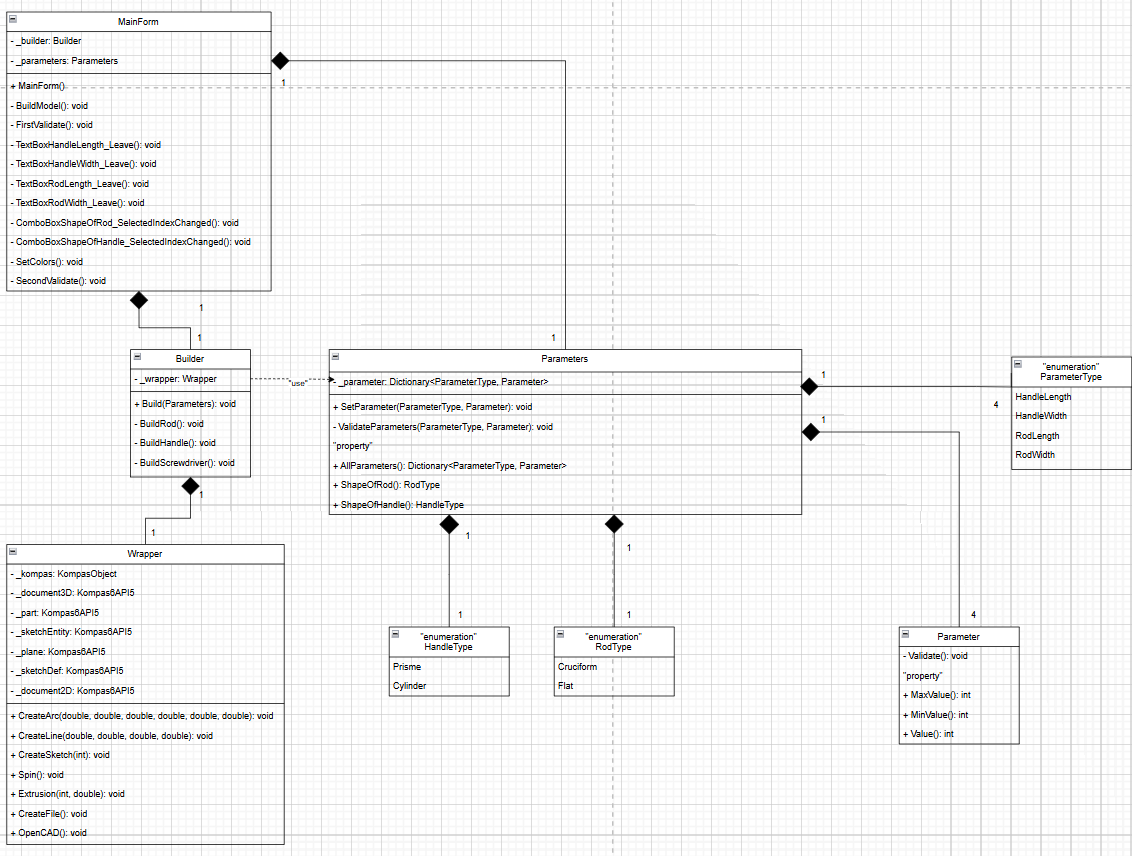 MainForm
- _builder: Builder
- _parameters: Parameters
+ MainForm()
- BuildModel(): void
- FirstValidate(): void
- TextBoxHandleLength_Leave(): void
- TextBoxHandleWidth_Leave(): void
- TextBoxRodLength_Leave(): void
- TextBoxRodWidth_Leave(): void
- ComboBoxShapeOfRod_SelectedIndexChanged(): void
- ComboBoxShapeOfHandle_SelectedIndexChanged(): void
- SetColors(): void
- SecondValidate(): void
1
1
1
1
Builder
- _wrapper: Wrapper
+ Build(Parameters): void
- BuildRod(): void
- BuildHandle(): void
- BuildScrewdriver(): void
"use"
Parameters
- _parameter: Dictionary<ParameterType, Parameter>
+ SetParameter(ParameterType, Parameter): void
- ValidateParameters(ParameterType, Parameter): void
"property"
+ AllParameters(): Dictionary<ParameterType, Parameter>
+ ShapeOfRod(): RodType
+ ShapeOfHandle(): HandleType
1
4
1
"enumeration"
ParameterType
HandleLength
HandleWidth
RodLength
RodWidth
1
1
Wrapper
- _kompas: KompasObject
- _document3D: Kompas6API5
- _part: Kompas6API5
- _sketchEntity: Kompas6API5
- _plane: Kompas6API5
- _sketchDef: Kompas6API5
- _document2D: Kompas6API5
+ CreateArc(double, double, double, double, double, double): void
+ CreateLine(double, double, double, double): void
+ CreateSketch(int): void
+ Spin(): void
+ Extrusion(int, double): void
+ CreateFile(): void
+ OpenCAD(): void
1
1
1
1
4
"enumeration"
HandleType
Prisme
Cylinder
"enumeration"
RodType
Cruciform
Flat
Parameter
- Validate(): void
"property"
+ MaxValue(): int
+ MinValue(): int
+ Value(): int